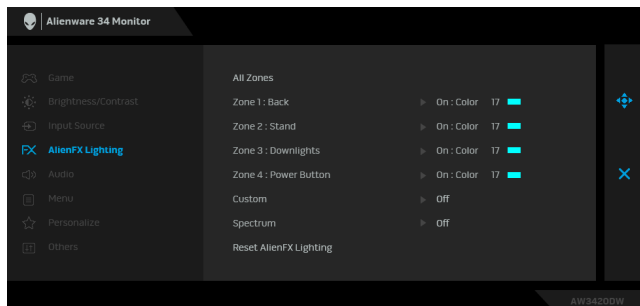 Alienware 34 Monitor
Game
Brightness/Contrast
Input Source
FX AlienFX Lighting
Audio
Menu
Personalize
Others
All Zones
Zone 1 : Back On : Color 17
Zone 2 : Stand On : Color 17
Zone 3 : Downlights On : Color 17
Zone 4 : Power Button On : Color 17
Custom Off
Spectrum Off
Reset AlienFX Lighting
AW3420DW